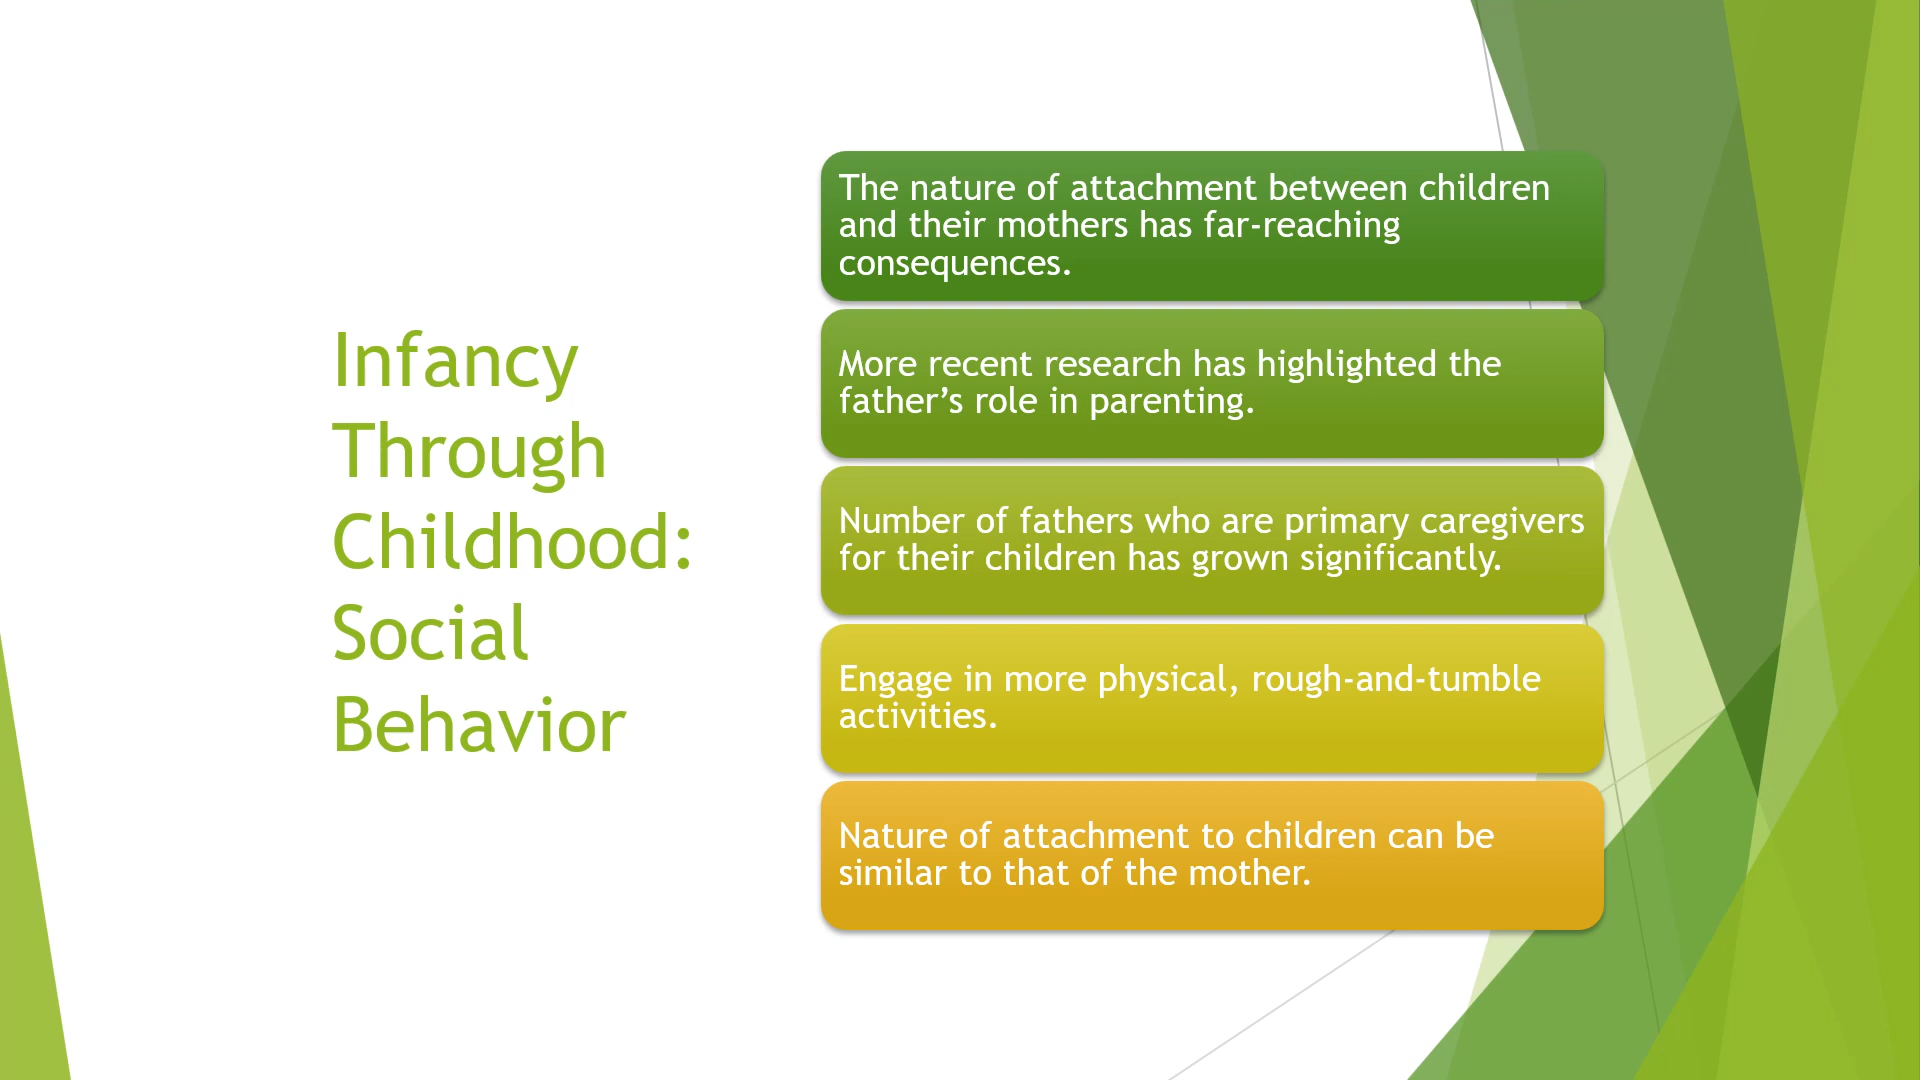 Infancy
Through
Childhood:
Social
Behavior
The nature of attachment between children
and their mothers has far-reaching
consequences.
More recent research has highlighted the
father’s role in parenting.
Number of fathers who are primary caregivers
for their children has grown significantly.
Engage in more physical, rough-and-tumble
activities.
Nature of attachment to children can be
similar to that of the mother.